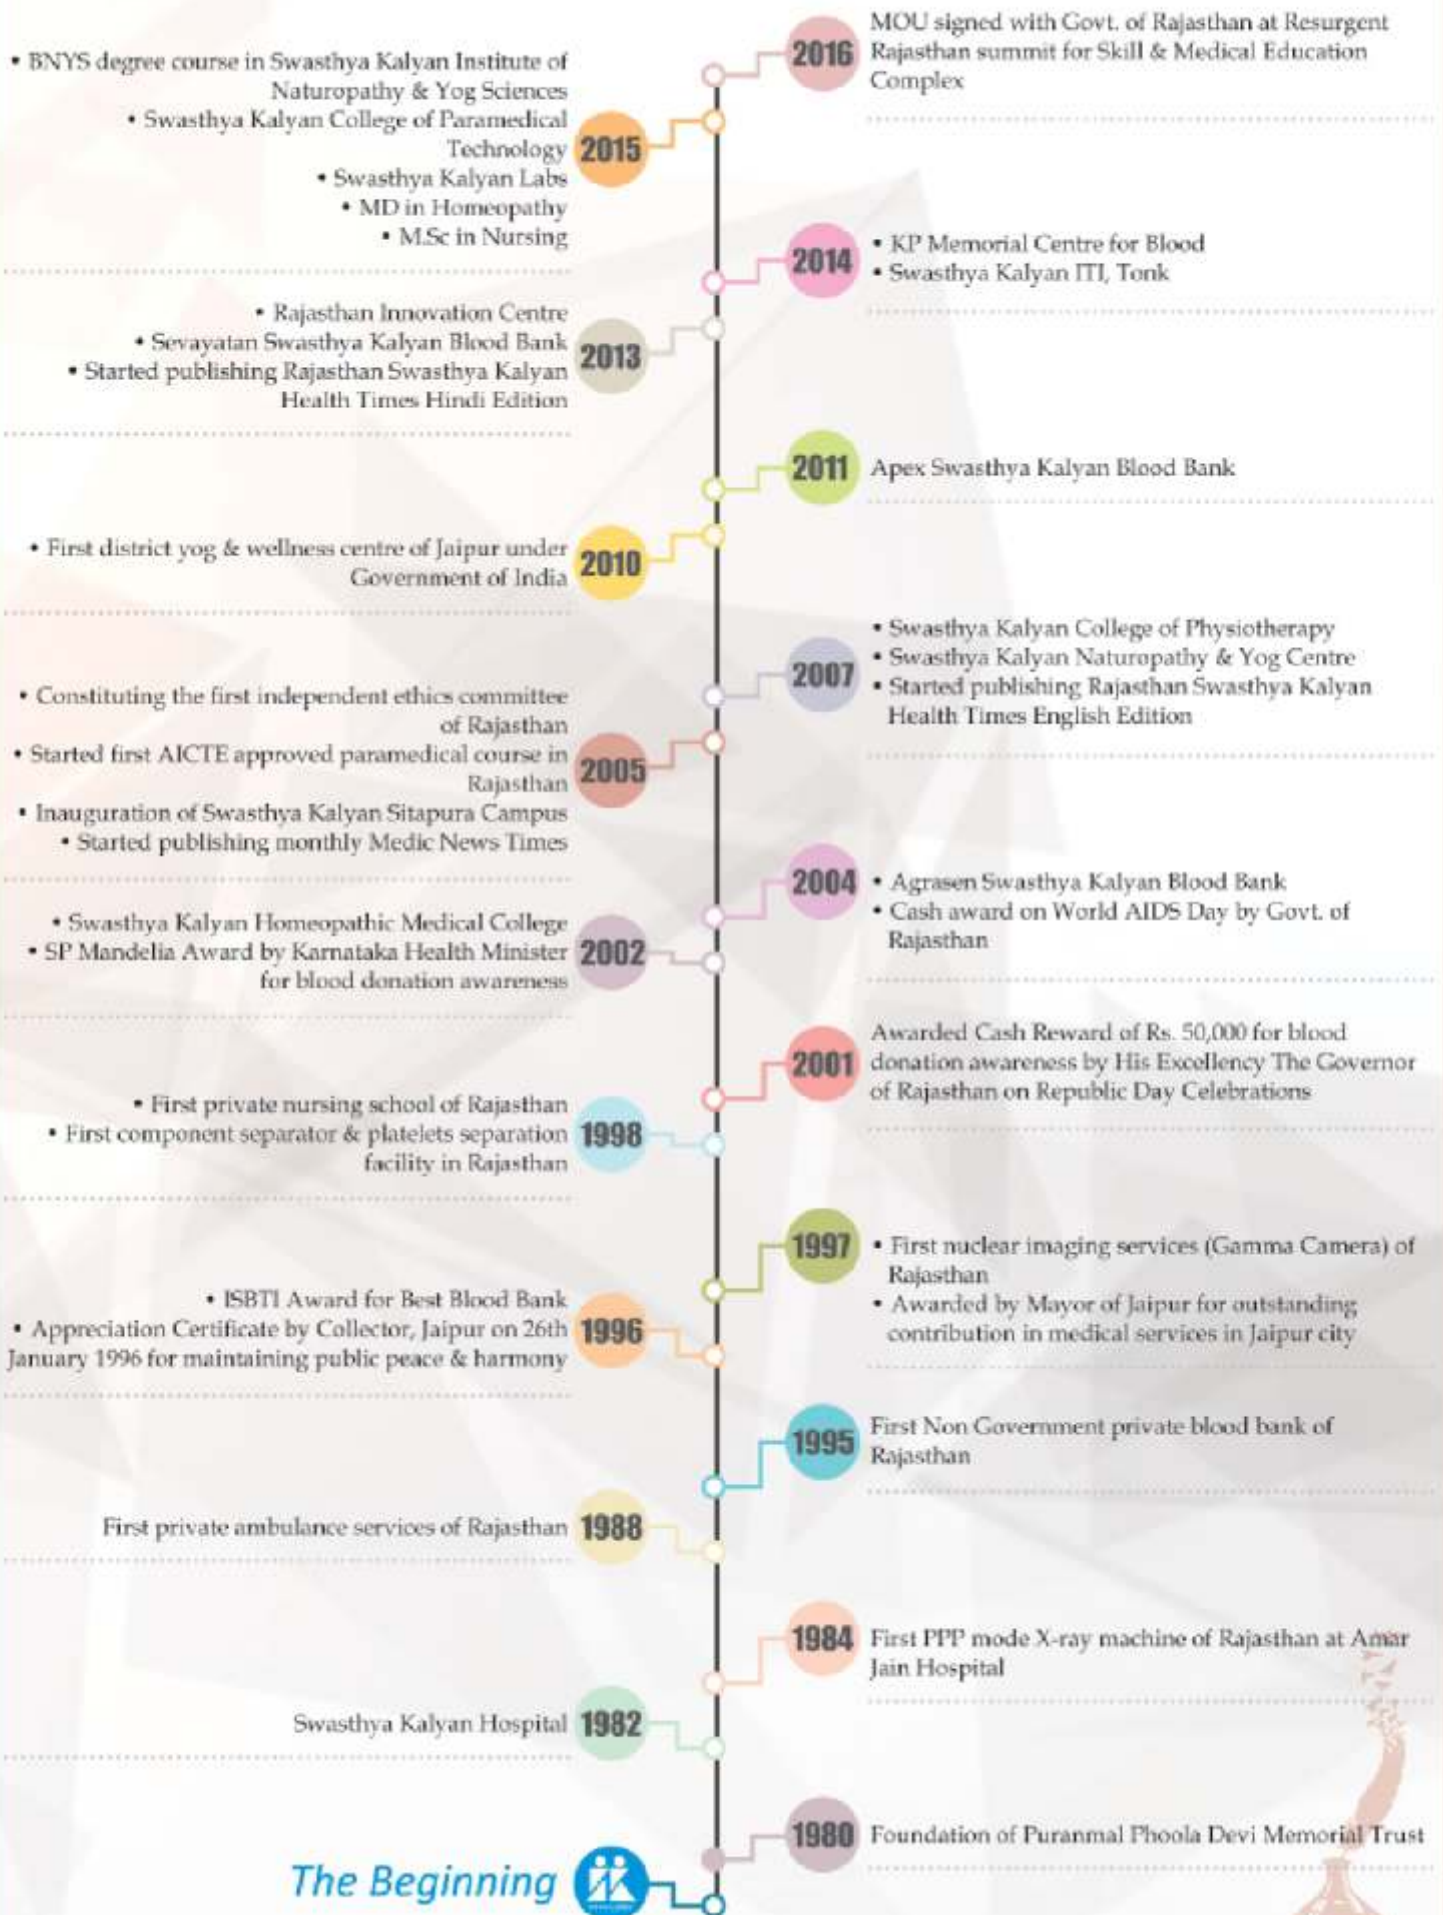 MOU signed with Govt. of Rajasthan at Resurgent
2016 Rajasthan summit for Skill & Medical Education
Complex
• BNYS degree course in Swasthya Kalyan Institute of
Naturopathy & Yog Sciences
• Swasthya Kalyan College of Paramedical
Technology 2015
• Swasthya Kalyan Labs
• MD in Homeopathy
• M.Sc in Nursing
2014 • KP Memorial Centre for Blood
• Swasthya Kalyan ITI, Tonk
• Rajasthan Innovation Centre
• Sevayatan Swasthya Kalyan Blood Bank 2013
• Started publishing Rajasthan Swasthya Kalyan
Health Times Hindi Edition
2011 Apex Swasthya Kalyan Blood Bank
• First district yog & wellness centre of Jaipur under 2010
Government of India
• Swasthya Kalyan College of Physiotherapy
2007 • Swasthya Kalyan Naturopathy & Yog Centre
• Started publishing Rajasthan Swasthya Kalyan
Health Times English Edition
• Constituting the first independent ethics committee
of Rajasthan
• Started first AICTE approved paramedical course in
Rajasthan 2005
• Inauguration of Swasthya Kalyan Sitapura Campus
• Started publishing monthly Medic News Times
2004 • Agrasen Swasthya Kalyan Blood Bank
• Cash award on World AIDS Day by Govt. of
Rajasthan
• Swasthya Kalyan Homeopathic Medical College
• SP Mandelia Award by Karnataka Health Minister 2002
for blood donation awareness
Awarded Cash Reward of Rs. 50,000 for blood
2001 donation awareness by His Excellency The Governor
of Rajasthan on Republic Day Celebrations
• First private nursing school of Rajasthan
• First component separator & platelets separation 1998
facility in Rajasthan
1997 • First nuclear imaging services (Gamma Camera) of
Rajasthan
• Awarded by Mayor of Jaipur for outstanding
contribution in medical services in Jaipur city
• ISBTI Award for Best Blood Bank
• Appreciation Certificate by Collector, Jaipur on 26th 1996
January 1996 for maintaining public peace & harmony
1995 First Non Government private blood bank of
Rajasthan
First private ambulance services of Rajasthan 1988
1984 First PPP mode X-ray machine of Rajasthan at Amar
Jain Hospital
Swasthya Kalyan Hospital 1982
1980 Foundation of Puranmal Phoola Devi Memorial Trust
The Beginning